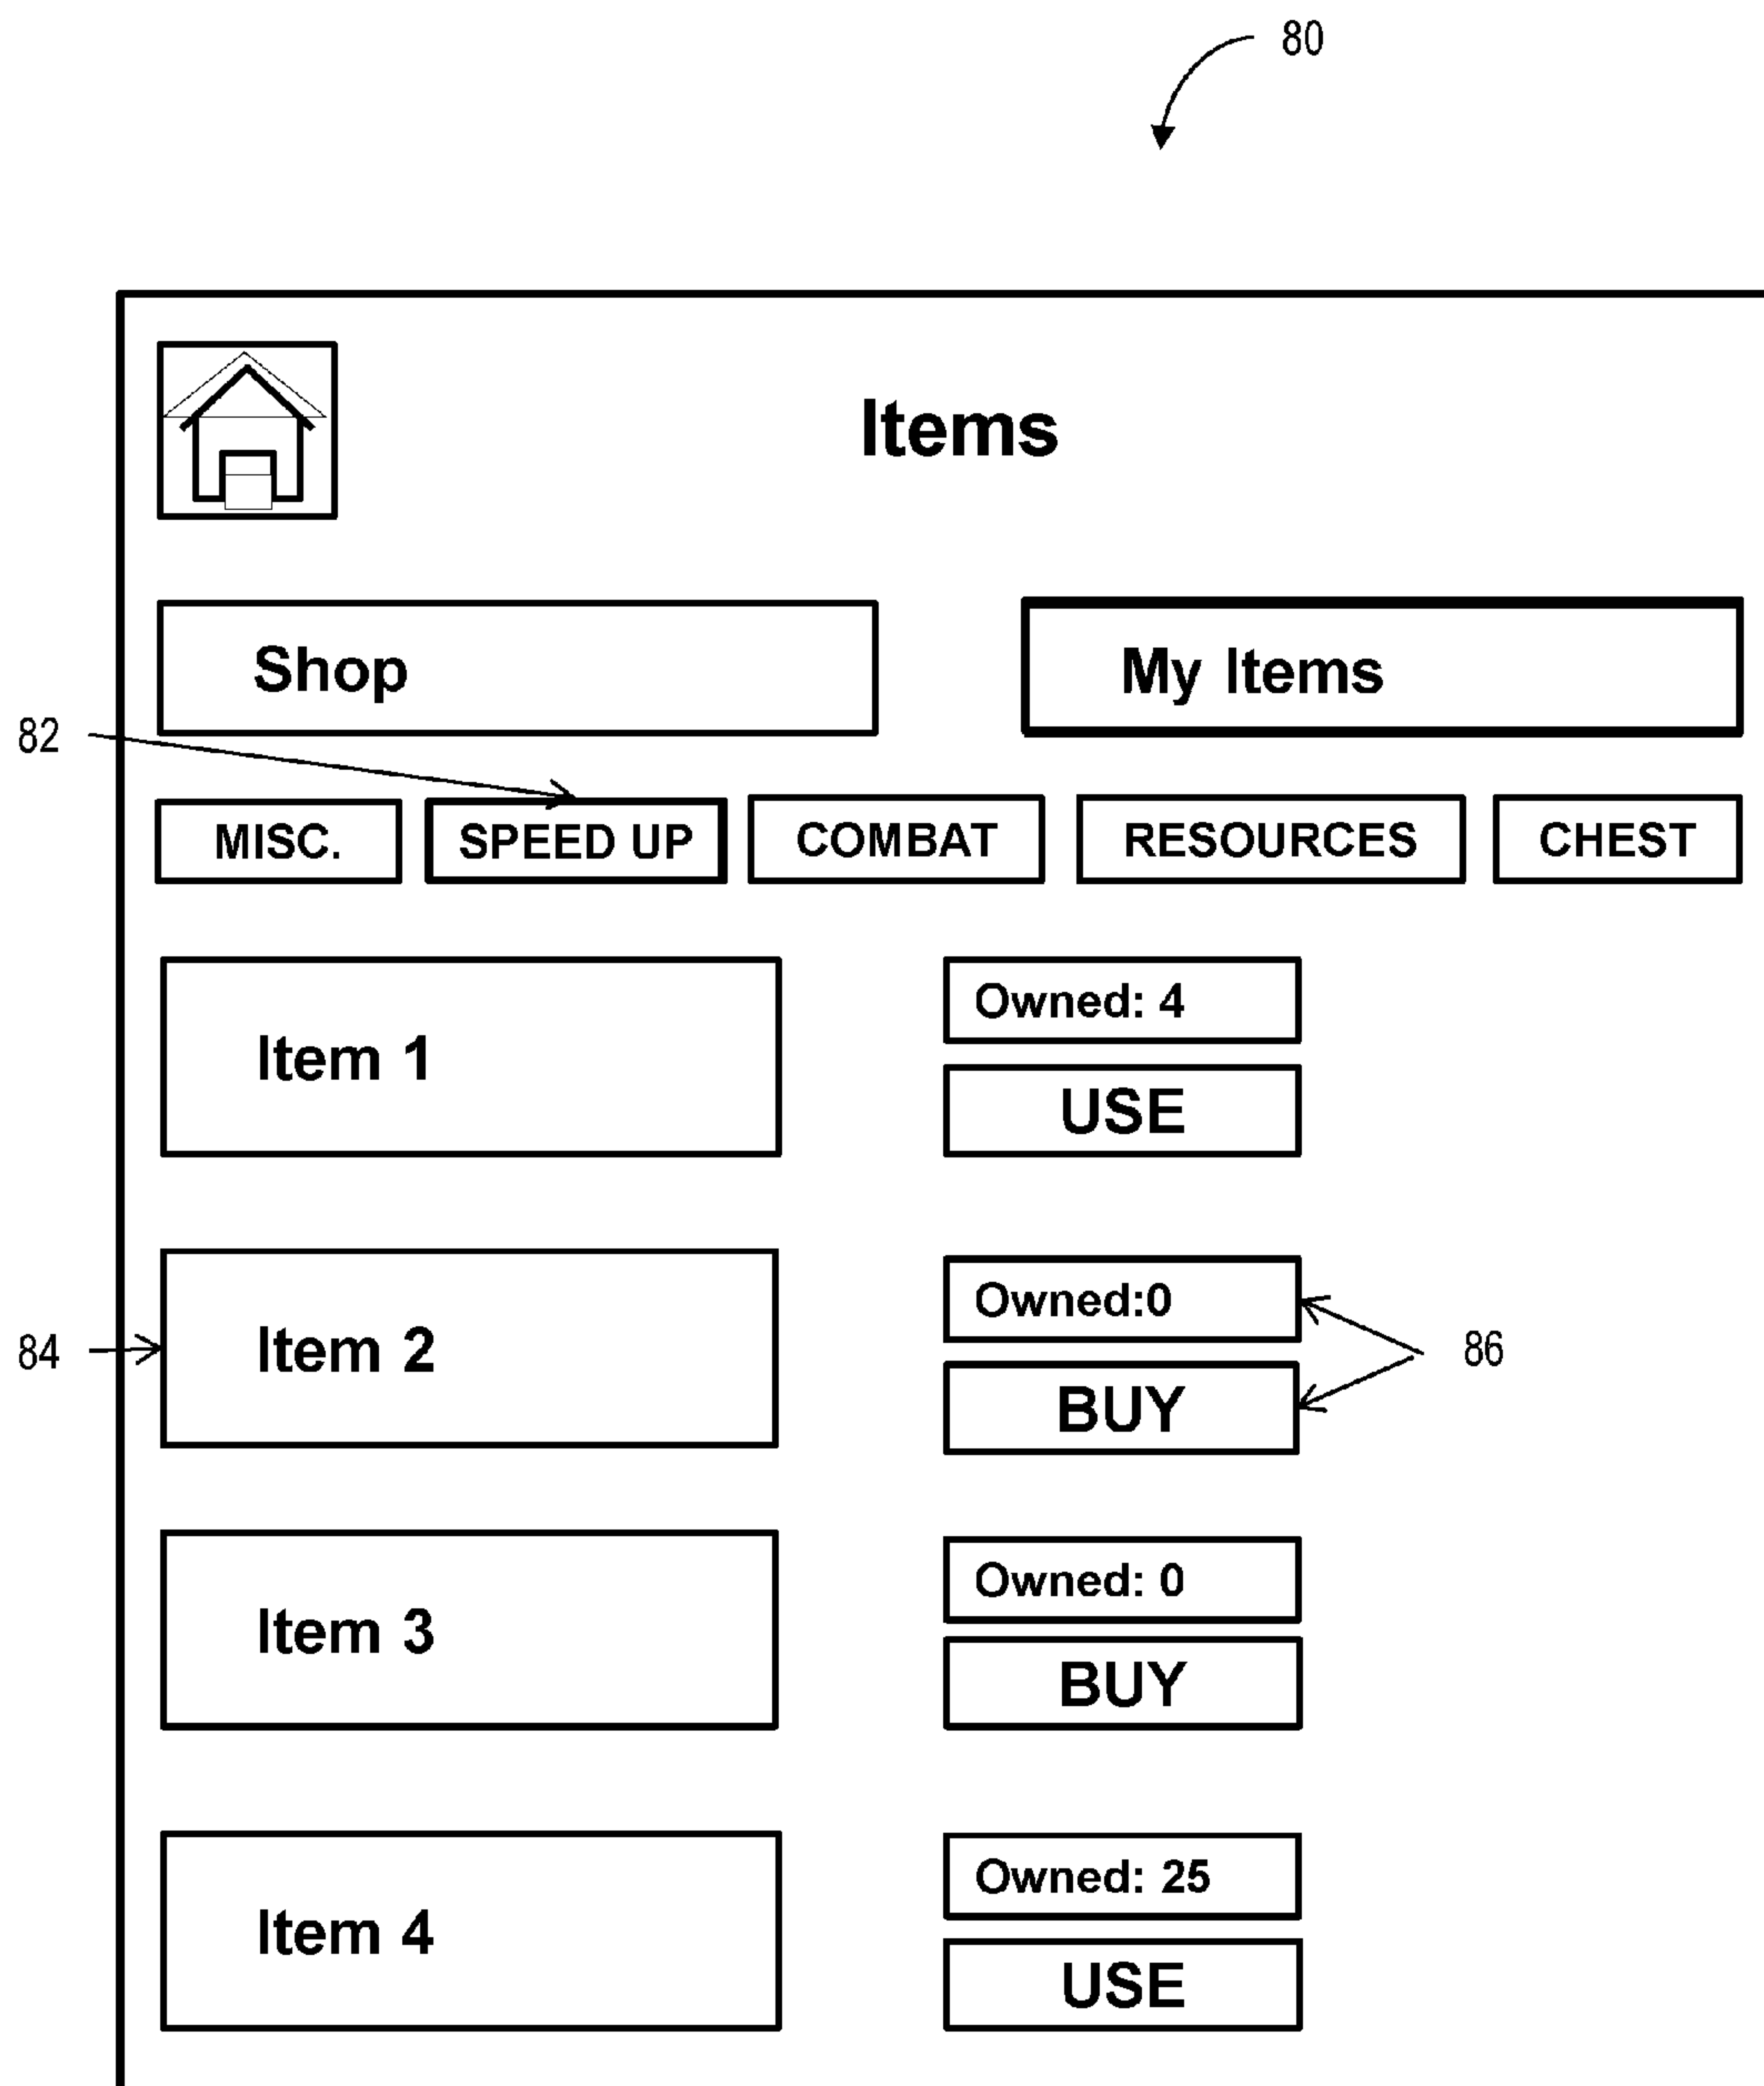 80
Items
Shop My Items
82
MISC. SPEED UP COMBAT RESOURCES CHEST
Owned: 4
Item 1
USE
Owned:0
84 Item 2 86
BUY
Owned: 0
Item 3
BUY
Owned: 25
Item 4
USE